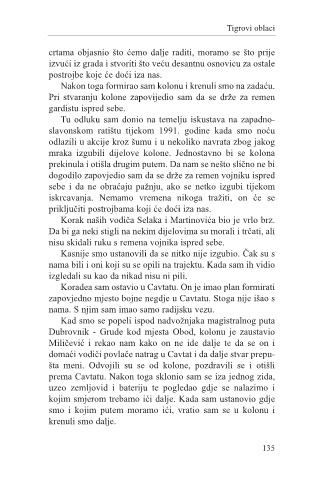 Tigrovi oblaci
crtama objasnio što ćemo dalje raditi, moramo se što prije
izvući iz grada i stvoriti što veću desantnu osnovicu za ostale
postrojbe koje će doći iza nas.
Nakon toga formirao sam kolonu i krenuli smo na zadaću.
Pri stvaranju kolone zapovijedio sam da se drže za remen
gardistu ispred sebe.
Tu odluku sam donio na temelju iskustava na zapadno-
slavonskom ratištu tijekom 1991. godine kada smo noću
odlazili u akcije kroz šumu i u nekoliko navrata zbog jakog
mraka izgubili dijelove kolone. Jednostavno bi se kolona
prekinula i otišla drugim putem. Da nam se nešto slično ne bi
dogodilo zapovjedio sam da se drže za remen vojniku ispred
sebe i da ne obraćaju pažnju, ako se netko izgubi tijekom
iskrcavanja. Nemamo vremena nikoga tražiti, on će se
priključiti postrojbama koji će doći iza nas.
Korak naših vodiča Selaka i Martinovića bio je vrlo brz.
Da bi ga neki stigli na nekim dijelovima su morali i trčati, ali
nisu skidali ruku s remena vojnika ispred sebe.
Kasnije smo ustanovili da se nitko nije izgubio. Čak su s
nama bili i oni koji su se opili na trajektu. Kada sam ih vidio
izgledali su kao da nikad nisu ni pili.
Koradea sam ostavio u Cavtatu. On je imao plan formirati
zapovjedno mjesto bojne negdje u Cavtatu. Stoga nije išao s
nama. S njim sam imao samo radijsku vezu.
Kad smo se popeli ispod nadvožnjaka magistralnog puta
Dubrovnik - Grude kod mjesta Obod, kolonu je zaustavio
Miličević i rekao nam kako on ne ide dalje te da se on i
domaći vodiči povlače natrag u Cavtat i da dalje stvar prepu-
šta meni. Odvojili su se od kolone, pozdravili se i otišli
prema Cavtatu. Nakon toga sklonio sam se iza jednog zida,
uzeo zemljovid i bateriju te pogledao gdje se nalazimo i
kojim smjerom trebamo ići dalje. Kada sam ustanovio gdje
smo i kojim putem moramo ići, vratio sam se u kolonu i
krenuli smo dalje.
135